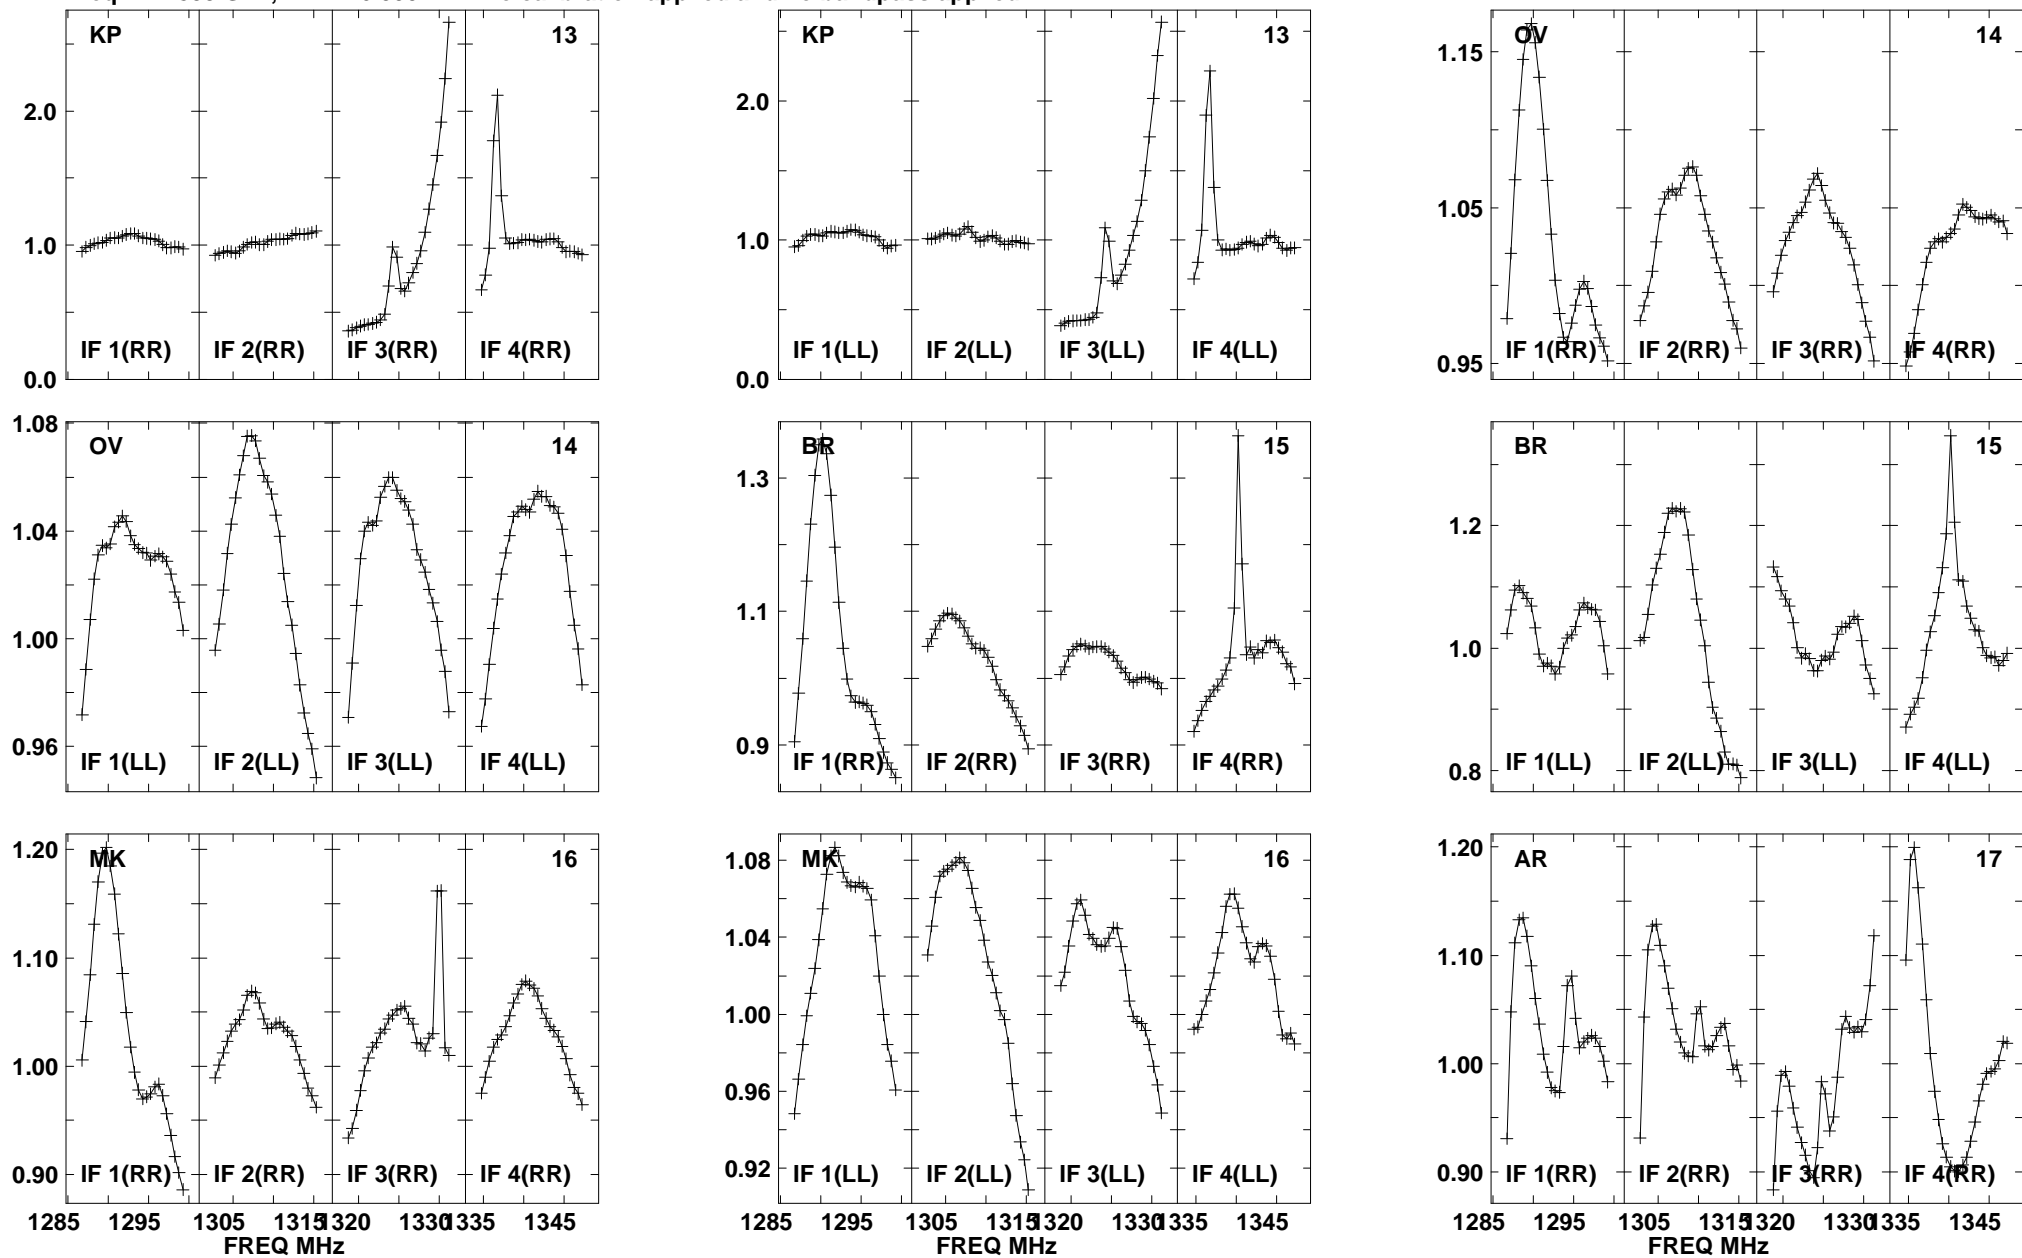 KP 13 KP 13 OV 14
2.0 2.0 1.15
1.0 1.0 1.05
0.0 0.0 0.95
IF 1(RR) IF 2(RR) IF 3(RR) IF 4(RR) IF 1(LL) IF 2(LL) IF 3(LL) IF 4(LL) IF 1(RR) IF 2(RR) IF 3(RR) IF 4(RR)
OV 14 BR 15 BR 15
1.08 1.04 1.00 0.96
1.3 1.1 0.9
1.2 1.0 0.8
IF 1(LL) IF 2(LL) IF 3(LL) IF 4(LL) IF 1(RR) IF 2(RR) IF 3(RR) IF 4(RR) IF 1(LL) IF 2(LL) IF 3(LL) IF 4(LL)
MK 16 MK 16 AR 17
1.20 1.10 1.00 0.90
1.08 1.04 1.00 0.96 0.92
1.20 1.10 1.00 0.90
IF 1(RR) IF 2(RR) IF 3(RR) IF 4(RR) IF 1(LL) IF 2(LL) IF 3(LL) IF 4(LL) IF 1(RR) IF 2(RR) IF 3(RR) IF 4(RR)
1285 1295 1305 1315 1320 1330 1335 1345 1285 1295 1305 1315 1320 1330 1335 1345 1285 1295 1305 1315 1320 1330 1335 1345
FREQ MHz FREQ MHz FREQ MHz